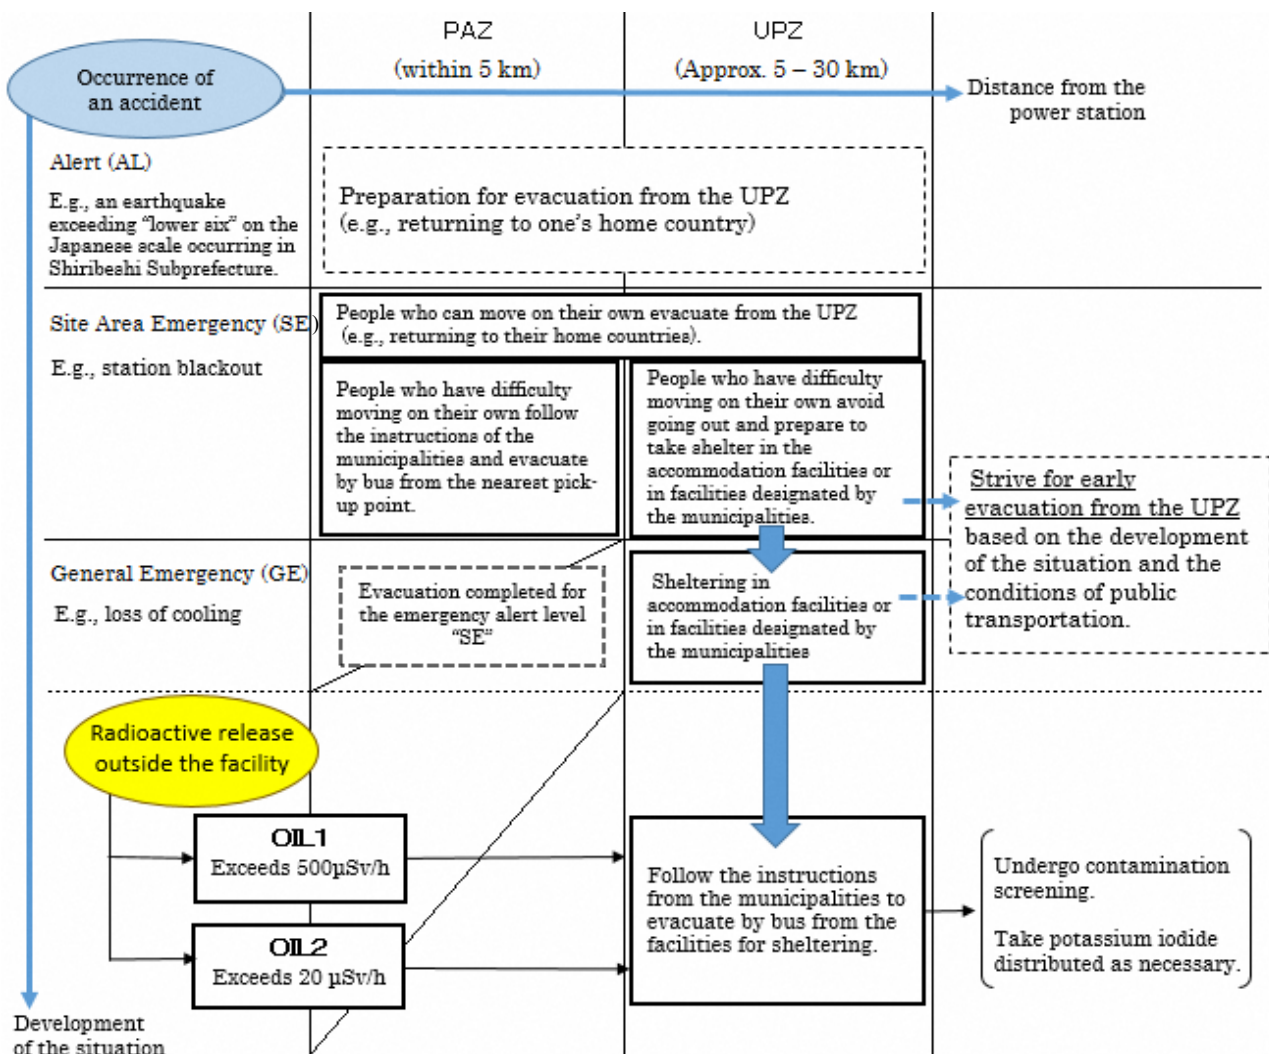 PAZ
(within 5 km)
UPZ
(Approx. 5 – 30 km)
Occurrence of
an accident
Distance from the
power station
Alert (AL)
E.g., an earthquake
exceeding “lower six” on the
Japanese scale occurring in
Shiribeshi Subprefecture.
Preparation for evacuation from the UPZ
(e.g., returning to one’s home country)
Site Area Emergency (SE)
E.g., station blackout
People who can move on their own evacuate from the UPZ
(e.g., returning to their home countries).
People who have difficulty
moving on their own follow
the instructions of the
municipalities and evacuate
by bus from the nearest pick-
up point.
People who have difficulty
moving on their own avoid
going out and prepare to
take shelter in the
accommodation facilities or
in facilities designated by
the municipalities.
Strive for early
evacuation from the UPZ
based on the development
of the situation and the
conditions of public
transportation.
General Emergency (GE)
E.g., loss of cooling
Evacuation completed for
the emergency alert level
“SE”
Sheltering in
accommodation facilities or
in facilities designated by
the municipalities
Radioactive release
outside the facility
OIL1
Exceeds 500μSv/h
OIL2
Exceeds 20 μSv/h
Follow the instructions
from the municipalities to
evacuate by bus from the
facilities for sheltering.
Undergo contamination
screening.
Take potassium iodide
distributed as necessary.
Development
of the situation